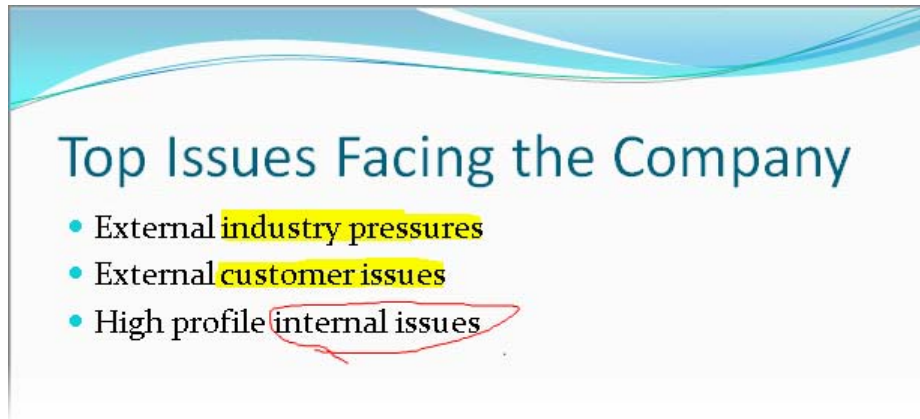 Top Issues Facing the Company
External industry pressures
External customer issues
High profile internal issues